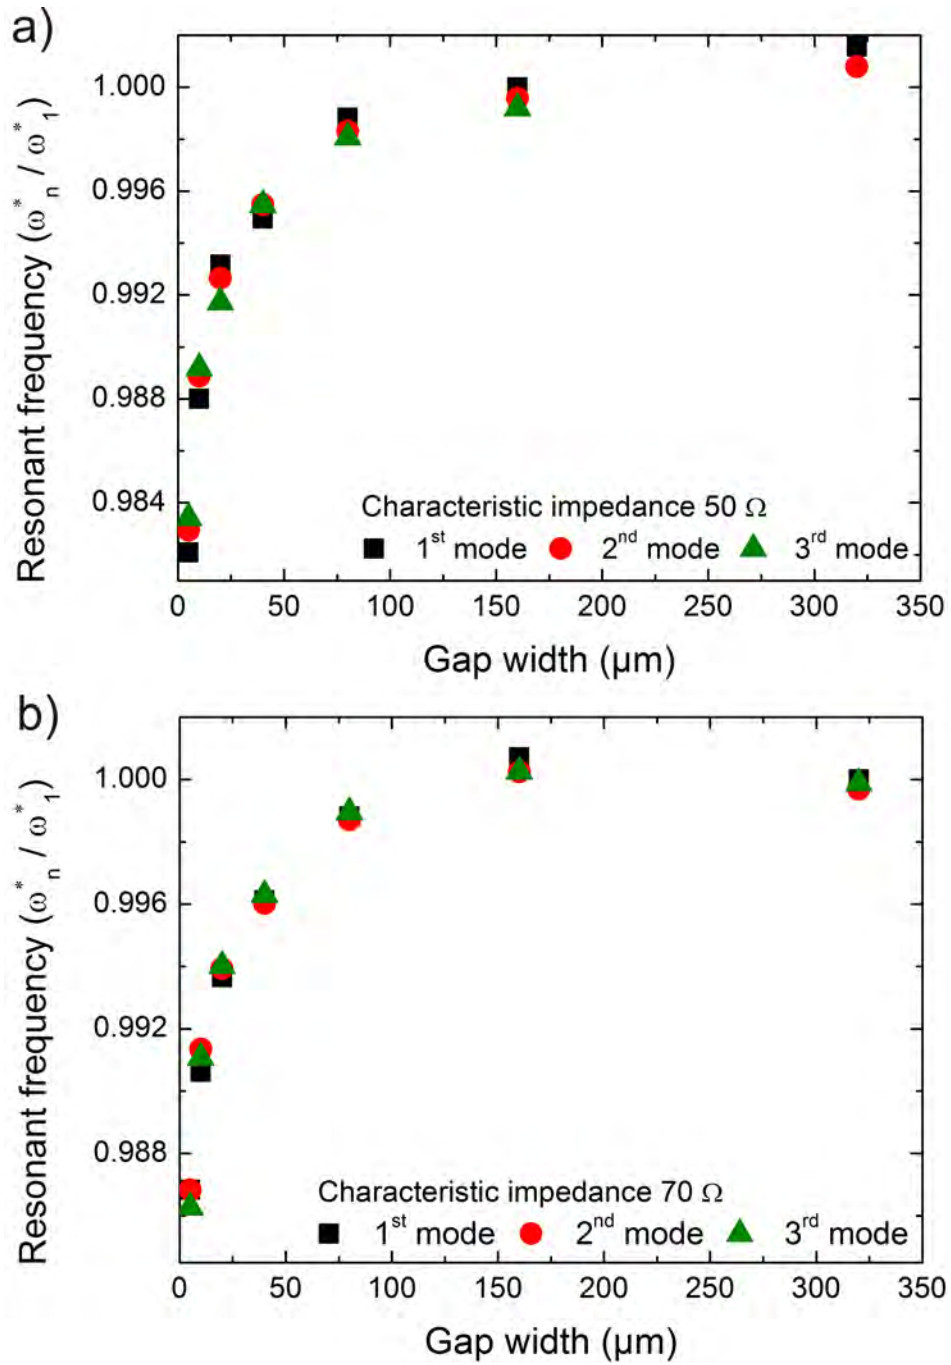 a)
Resonant frequency (ω*n / ω*1)
1.000
0.996
0.992
0.988
0.984
Characteristic impedance 50 Ω
1st mode 2nd mode 3rd mode
0 50 100 150 200 250 300 350
Gap width (µm)
b)
Resonant frequency (ω*n / ω*1)
1.000
0.996
0.992
0.988
Characteristic impedance 70 Ω
1st mode 2nd mode 3rd mode
0 50 100 150 200 250 300 350
Gap width (µm)